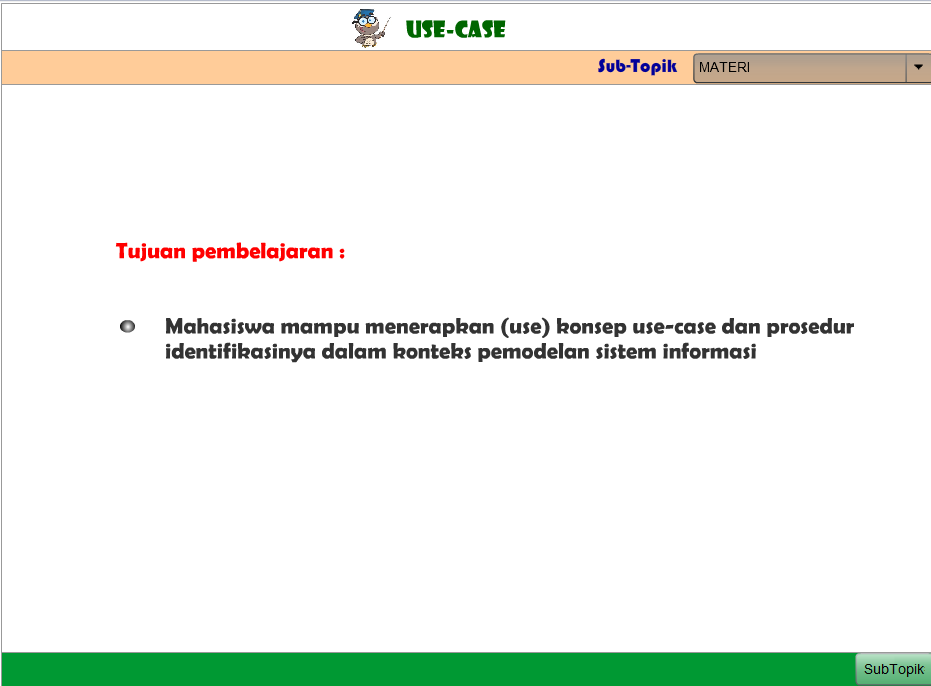 USE-CASE
Sub-Topik MATERI
Tujuan pembelajaran :
Mahasiswa mampu menerapkan (use) konsep use-case dan prosedur
identifikasinya dalam konteks pemodelan sistem informasi
SubTopik